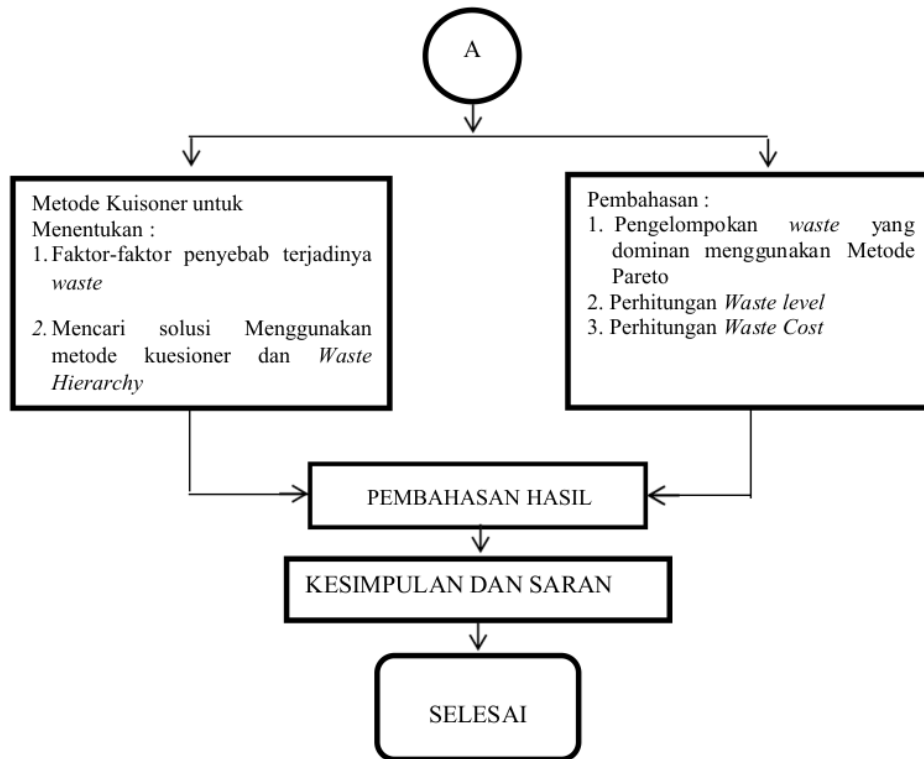 A
Metode Kuisoner untuk
Menentukan :
1. Faktor-faktor penyebab terjadinya
waste
2. Mencari solusi Menggunakan
metode kuesioner dan Waste
Hierarchy
Pembahasan :
1. Pengelompokan waste yang
dominan menggunakan Metode
Pareto
2. Perhitungan Waste level
3. Perhitungan Waste Cost
PEMBAHASAN HASIL
KESIMPULAN DAN SARAN
SELESAI